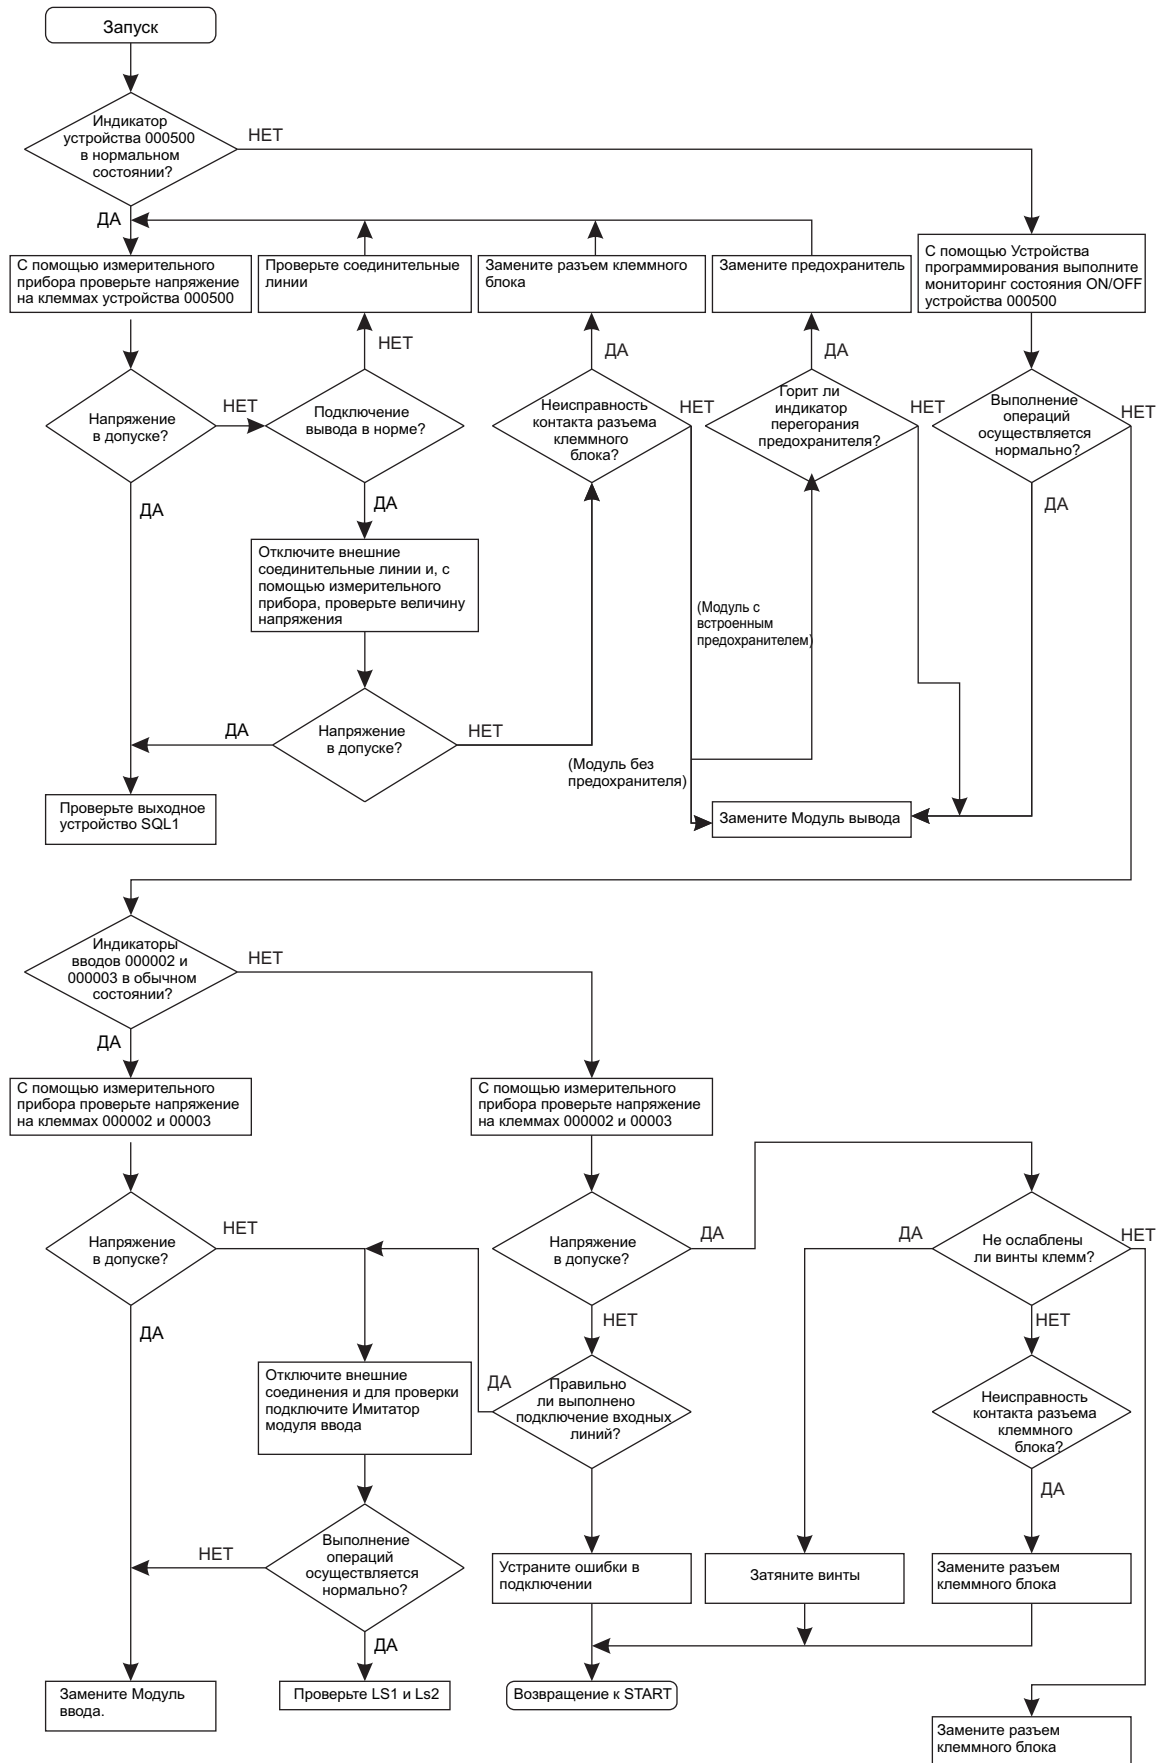 Запуск
Индикатор
устройства 000500
в нормальном
состоянии?
НЕТ
ДА
С помощью измерительного
прибора проверьте напряжение
на клеммах устройства 000500
Проверьте соединительные
линии
Замените разъем клеммного
блока
Замените предохранитель
С помощью Устройства
программирования выполните
мониторинг состояния ON/OFF
устройства 000500
НЕТ
ДА
ДА
Напряжение
в допуске?
НЕТ
Подключение
вывода в норме?
Неисправность
контакта разъема
клеммного
блока?
НЕТ
Горит ли
индикатор
перегорания
предохранителя?
НЕТ
Выполнение
операций
осуществляется
нормально?
НЕТ
ДА
ДА
ДА
Отключите внешние
соединительные линии и, с
помощью измерительного
прибора, проверьте величину
напряжения
(Модуль с
встроенным
предохранителем)
ДА
Напряжение
в допуске?
НЕТ
(Модуль без
предохранителя)
Проверьте выходное
устройство SQL1
Замените Модуль вывода
Индикаторы
вводов 000002 и
000003 в обычном
состоянии?
НЕТ
ДА
С помощью измерительного
прибора проверьте напряжение
на клеммах 000002 и 00003
С помощью измерительного
прибора проверьте напряжение
на клеммах 000002 и 00003
Напряжение
в допуске?
НЕТ
Напряжение
в допуске?
ДА
ДА
Не ослаблены
ли винты клемм?
НЕТ
ДА
НЕТ
НЕТ
Отключите внешние
соединения и для проверки
подключите Имитатор
модуля ввода
ДА
Правильно
ли выполнено
подключение входных
линий?
Неисправность
контакта разъема
клеммного
блока?
ДА
НЕТ
Выполнение
операций
осуществляется
нормально?
Устраните ошибки в
подключении
Затяните винты
Замените разъем
клеммного блока
ДА
Замените Модуль
ввода.
Проверьте LS1 и Ls2
Возвращение к START
Замените разъем
клеммного блока